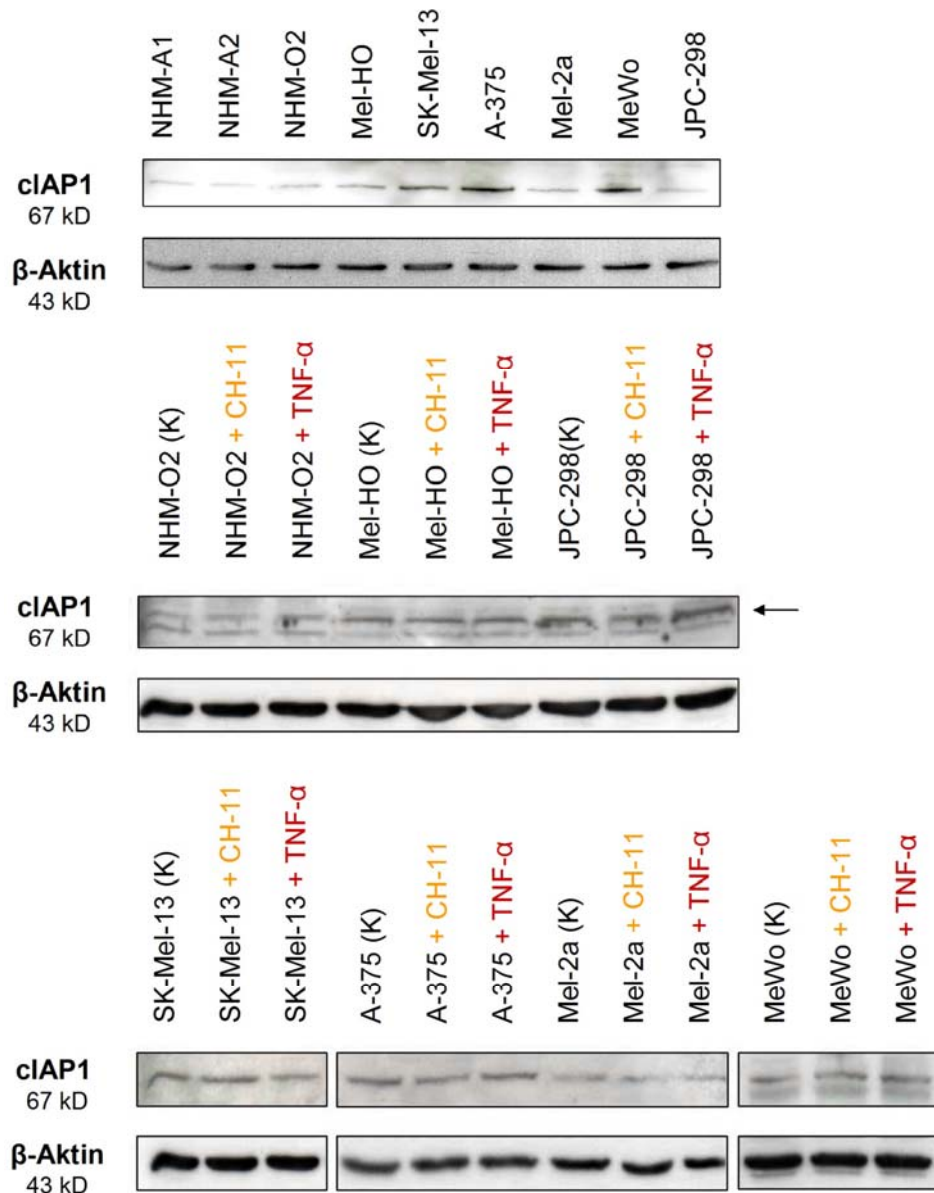 NHM-A1
NHM-A2
NHM-O2
Mel-HO
SK-Mel-13
A-375
Mel-2a
MeWo
JPC-298
cIAP1
67 kD
β-Aktin
43 kD
NHM-O2 (K)
NHM-O2 + CH-11
NHM-O2 + TNF-α
Mel-HO (K)
Mel-HO + CH-11
Mel-HO + TNF-α
JPC-298(K)
JPC-298 + CH-11
JPC-298 + TNF-α
cIAP1
67 kD
β-Aktin
43 kD
SK-Mel-13 (K)
SK-Mel-13 + CH-11
SK-Mel-13 + TNF-α
A-375 (K)
A-375 + CH-11
A-375 + TNF-α
Mel-2a (K)
Mel-2a + CH-11
Mel-2a + TNF-α
MeWo (K)
MeWo + CH-11
MeWo + TNF-α
cIAP1
67 kD
β-Aktin
43 kD